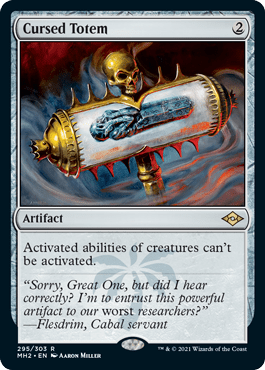 Cursed Totem 2
Artifact
Activated abilities of creatures can't
be activated.
“Sorry, Great One, but did I hear
correctly? I'm to entrust this powerful
artifact to our worst researchers?”
—Flesdrim, Cabal servant
295/303 R
MH2 • EN AARON MILLER
™ & © 2021 Wizards of the Coast